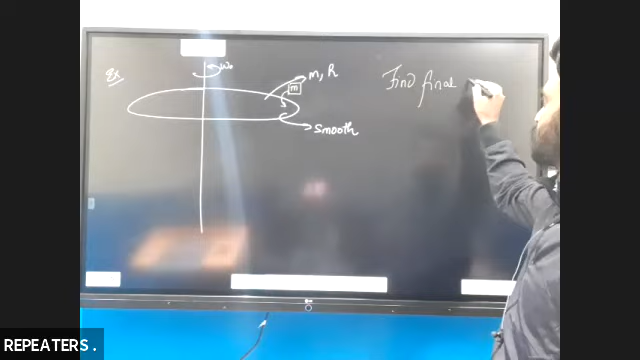 Ex
ω₀
m, R
m
smooth
Find final
REPEATERS.